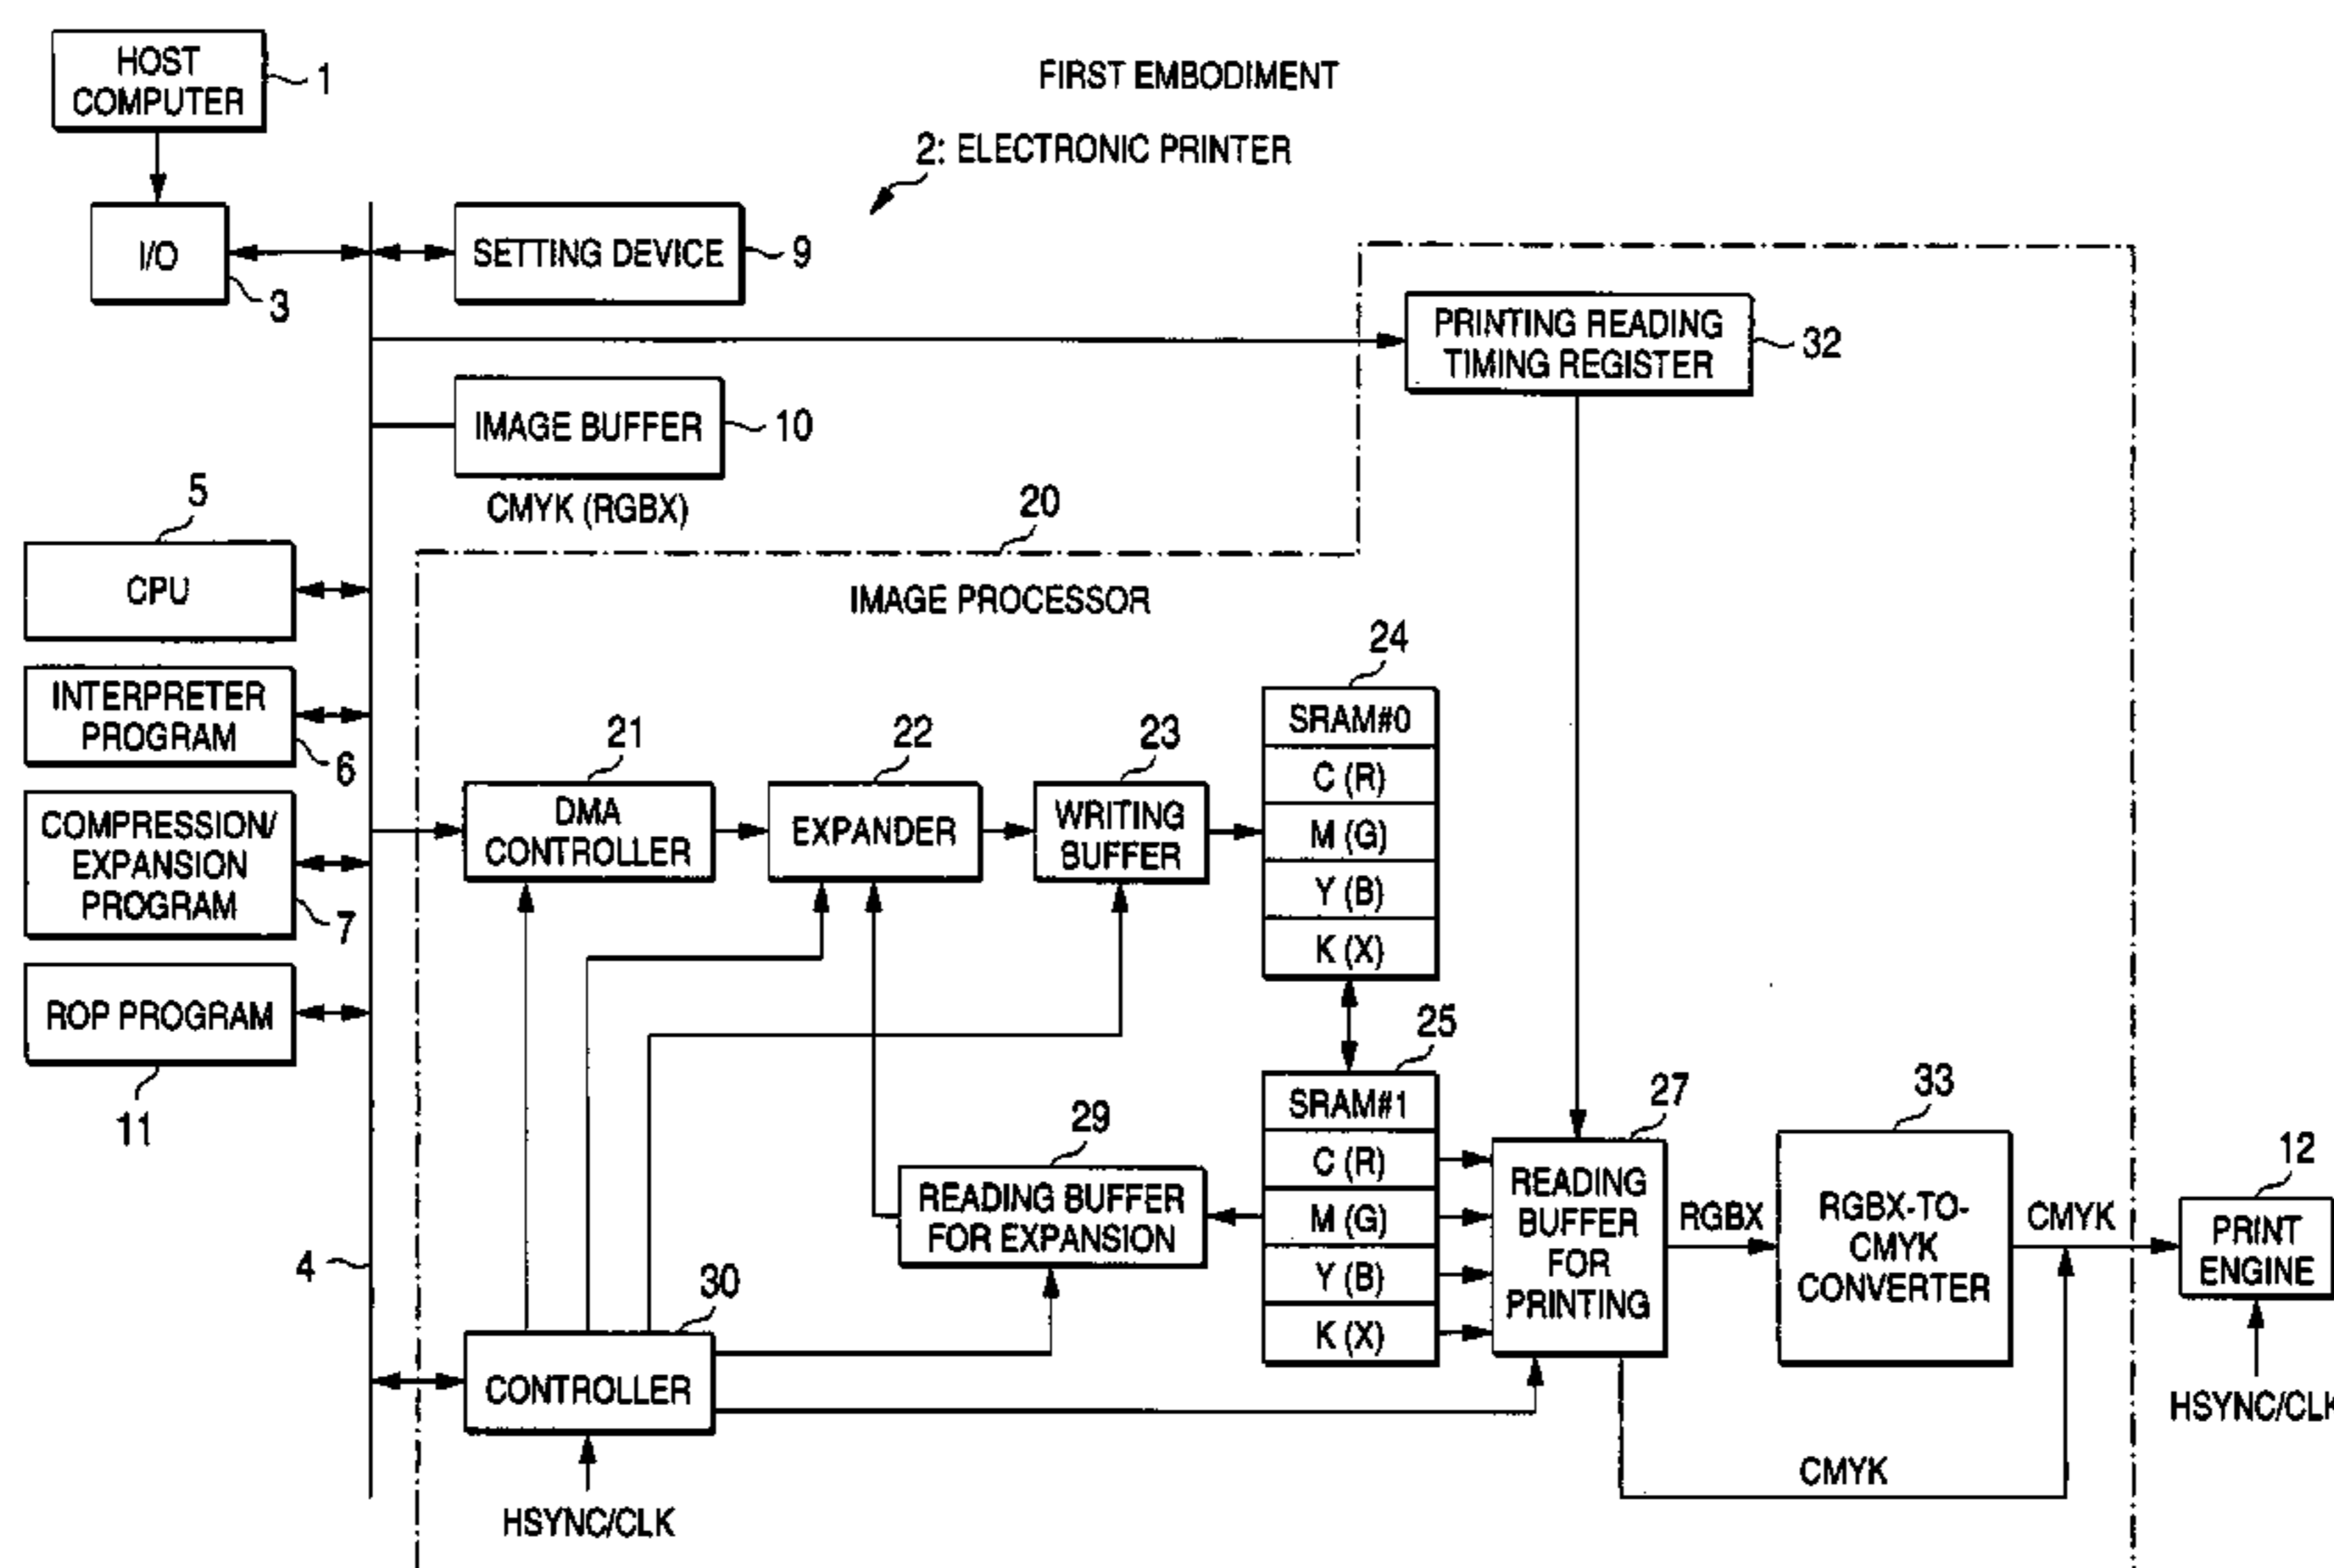 HOST
COMPUTER
1
FIRST EMBODIMENT
2: ELECTRONIC PRINTER
I/O
3
SETTING DEVICE
9
PRINTING READING
TIMING REGISTER
32
IMAGE BUFFER
10
CMYK (RGBX)
5
CPU
20
IMAGE PROCESSOR
INTERPRETER
PROGRAM
6
COMPRESSION/
EXPANSION
PROGRAM
7
ROP PROGRAM
11
4
21
DMA
CONTROLLER
22
EXPANDER
23
WRITING
BUFFER
24
SRAM#0
C (R)
M (G)
Y (B)
K (X)
25
SRAM#1
C (R)
M (G)
Y (B)
K (X)
29
READING BUFFER
FOR EXPANSION
30
CONTROLLER
HSYNC/CLK
27
READING
BUFFER
FOR
PRINTING
RGBX
33
RGBX-TO-
CMYK
CONVERTER
CMYK
CMYK
12
PRINT
ENGINE
HSYNC/CLK